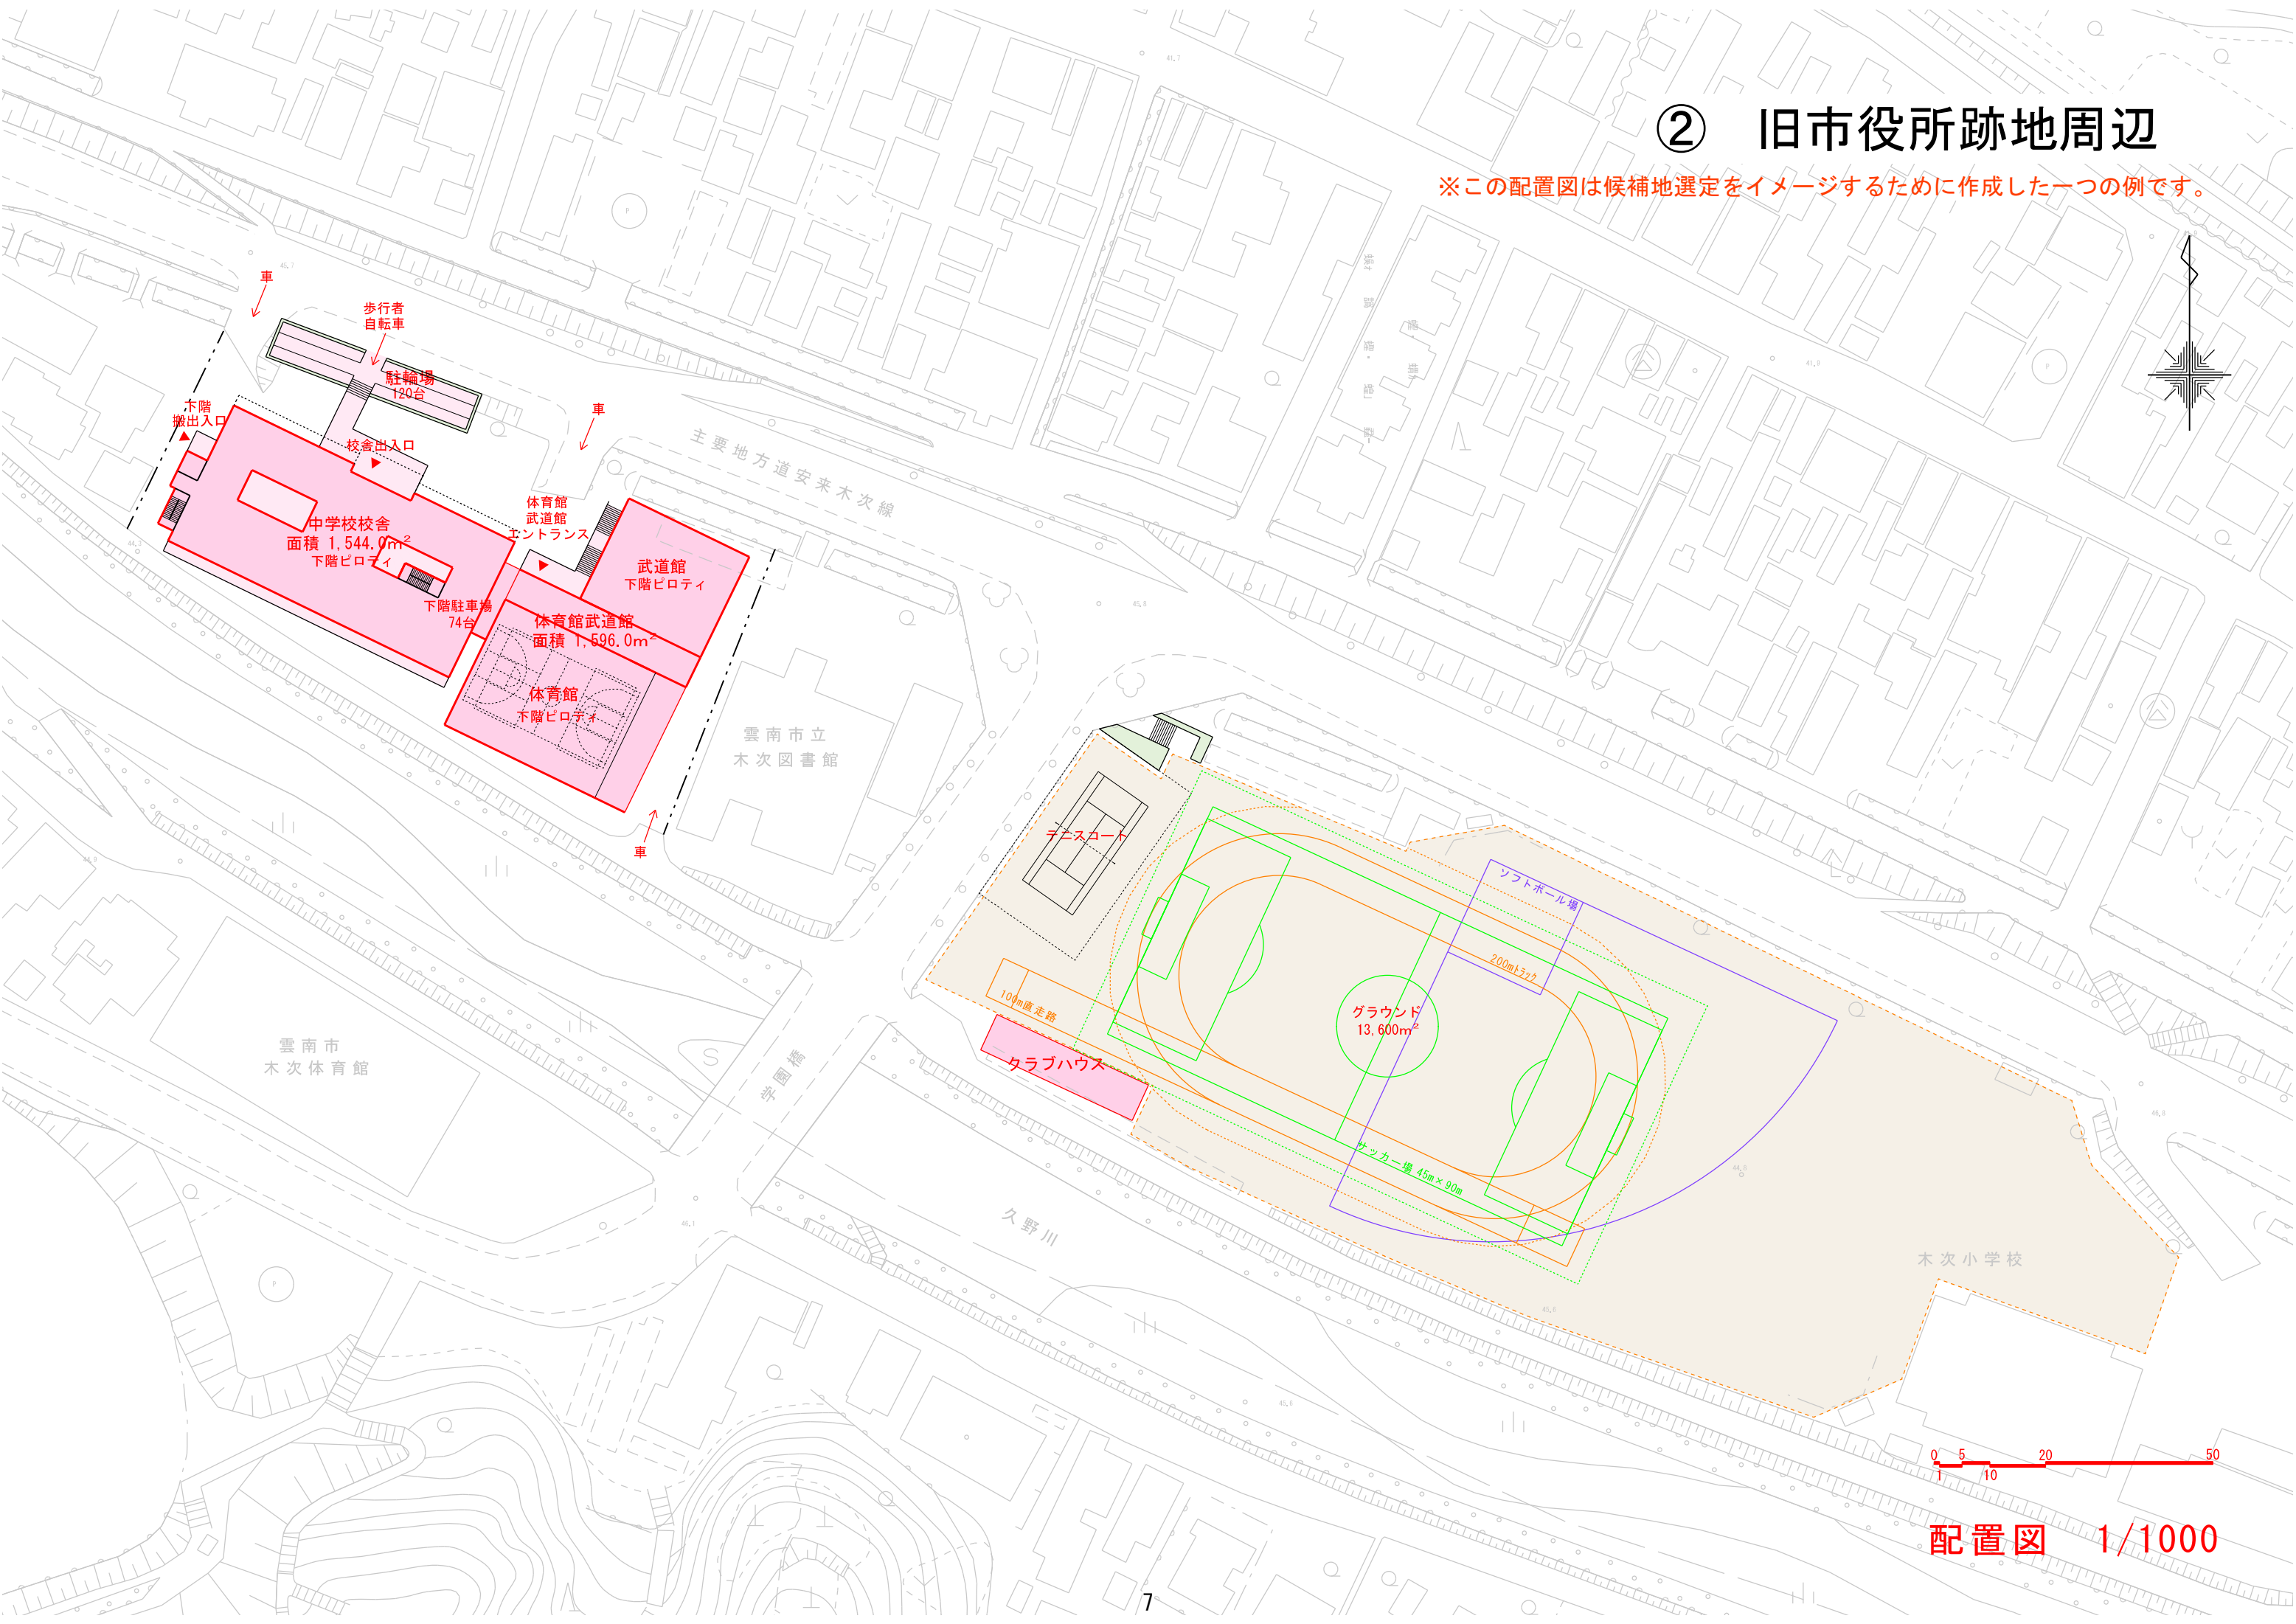 ② 旧市役所跡地周辺
※この配置図は候補地選定をイメージするために作成した一つの例です。
車
歩行者
自転車
駐輪場
120台
下階
搬出入口
校舎出入口
車
主要地方道安来木次線
体育館
武道館
エントランス
中学校校舎
面積 1,544.0m²
下階ピロティ
武道館
下階ピロティ
下階駐車場
74台
体育館武道館
面積 1,596.0m²
体育館
下階ピロティ
車
雲南市立
木次図書館
テニスコート
ソフトボール場
200mトラック
100m直走路
グラウンド
13,600m²
クラブハウス
サッカー場 45m×90m
雲南市
木次体育館
学園橋
久野川
木次小学校
0 5 20 50
1 10
配置図 1/1000
7